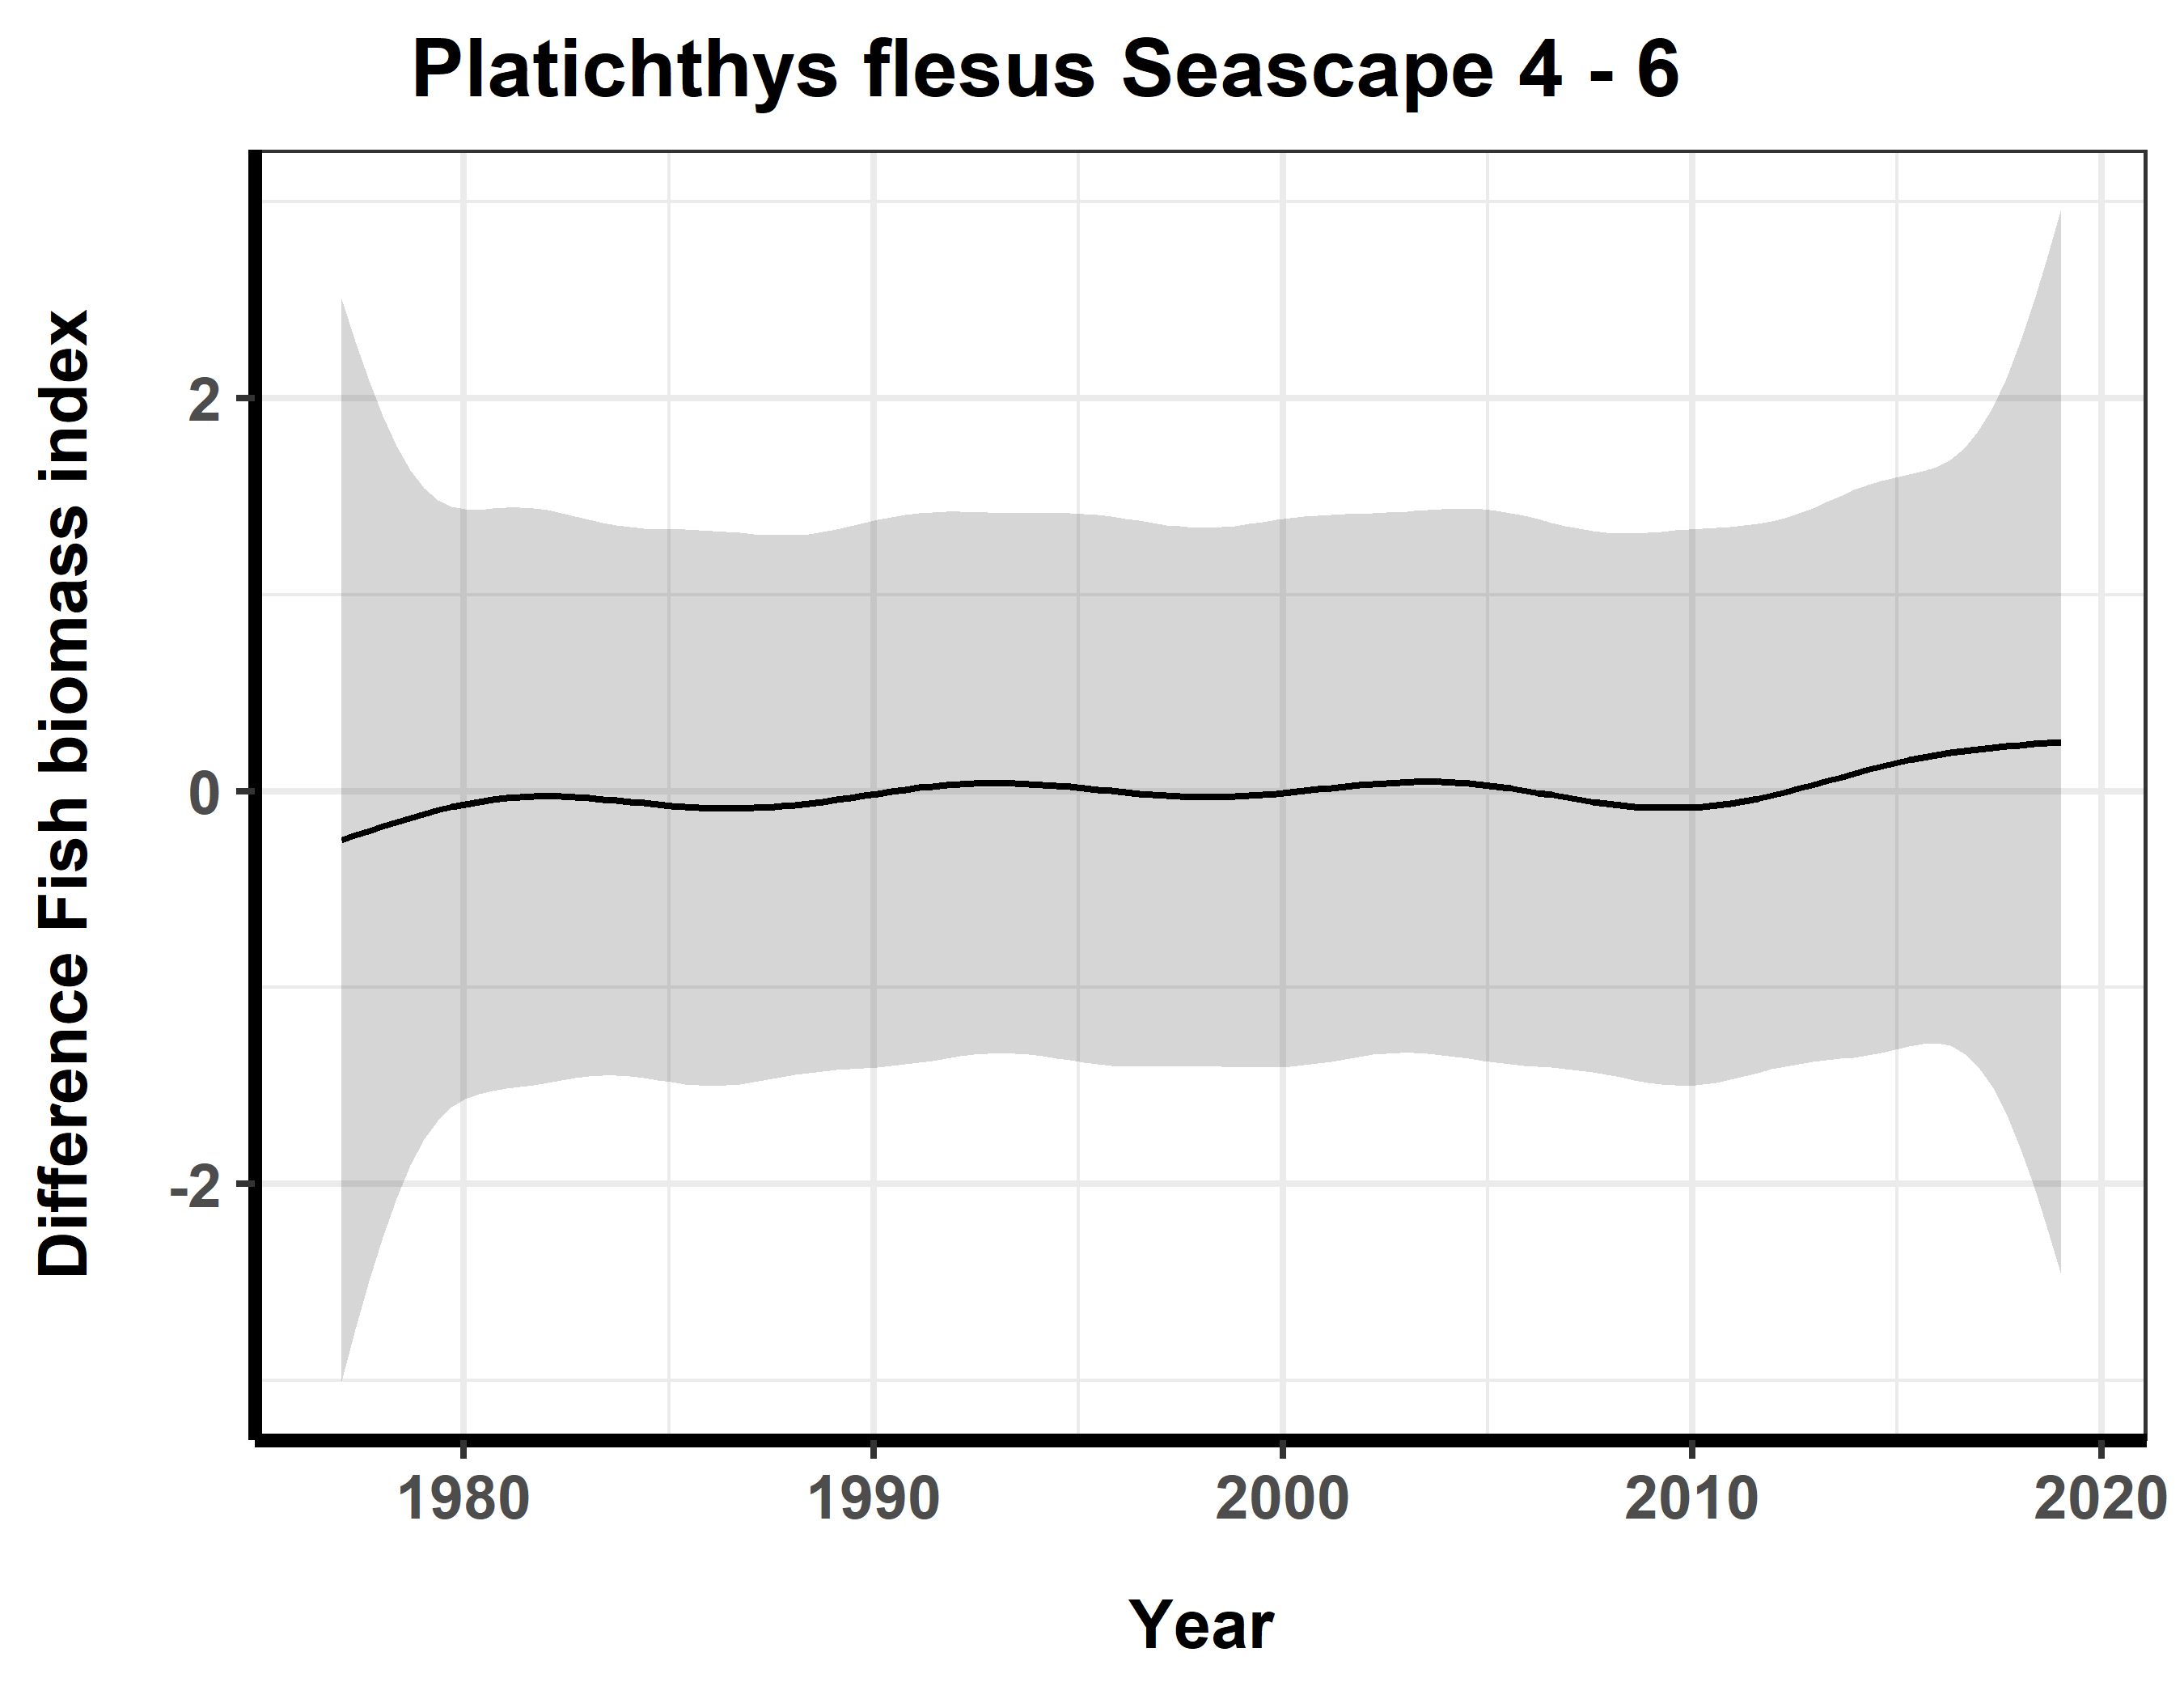 Platichthys flesus Seascape 4 - 6
Difference Fish biomass index
2
0
-2
1980 1990 2000 2010 2020
Year